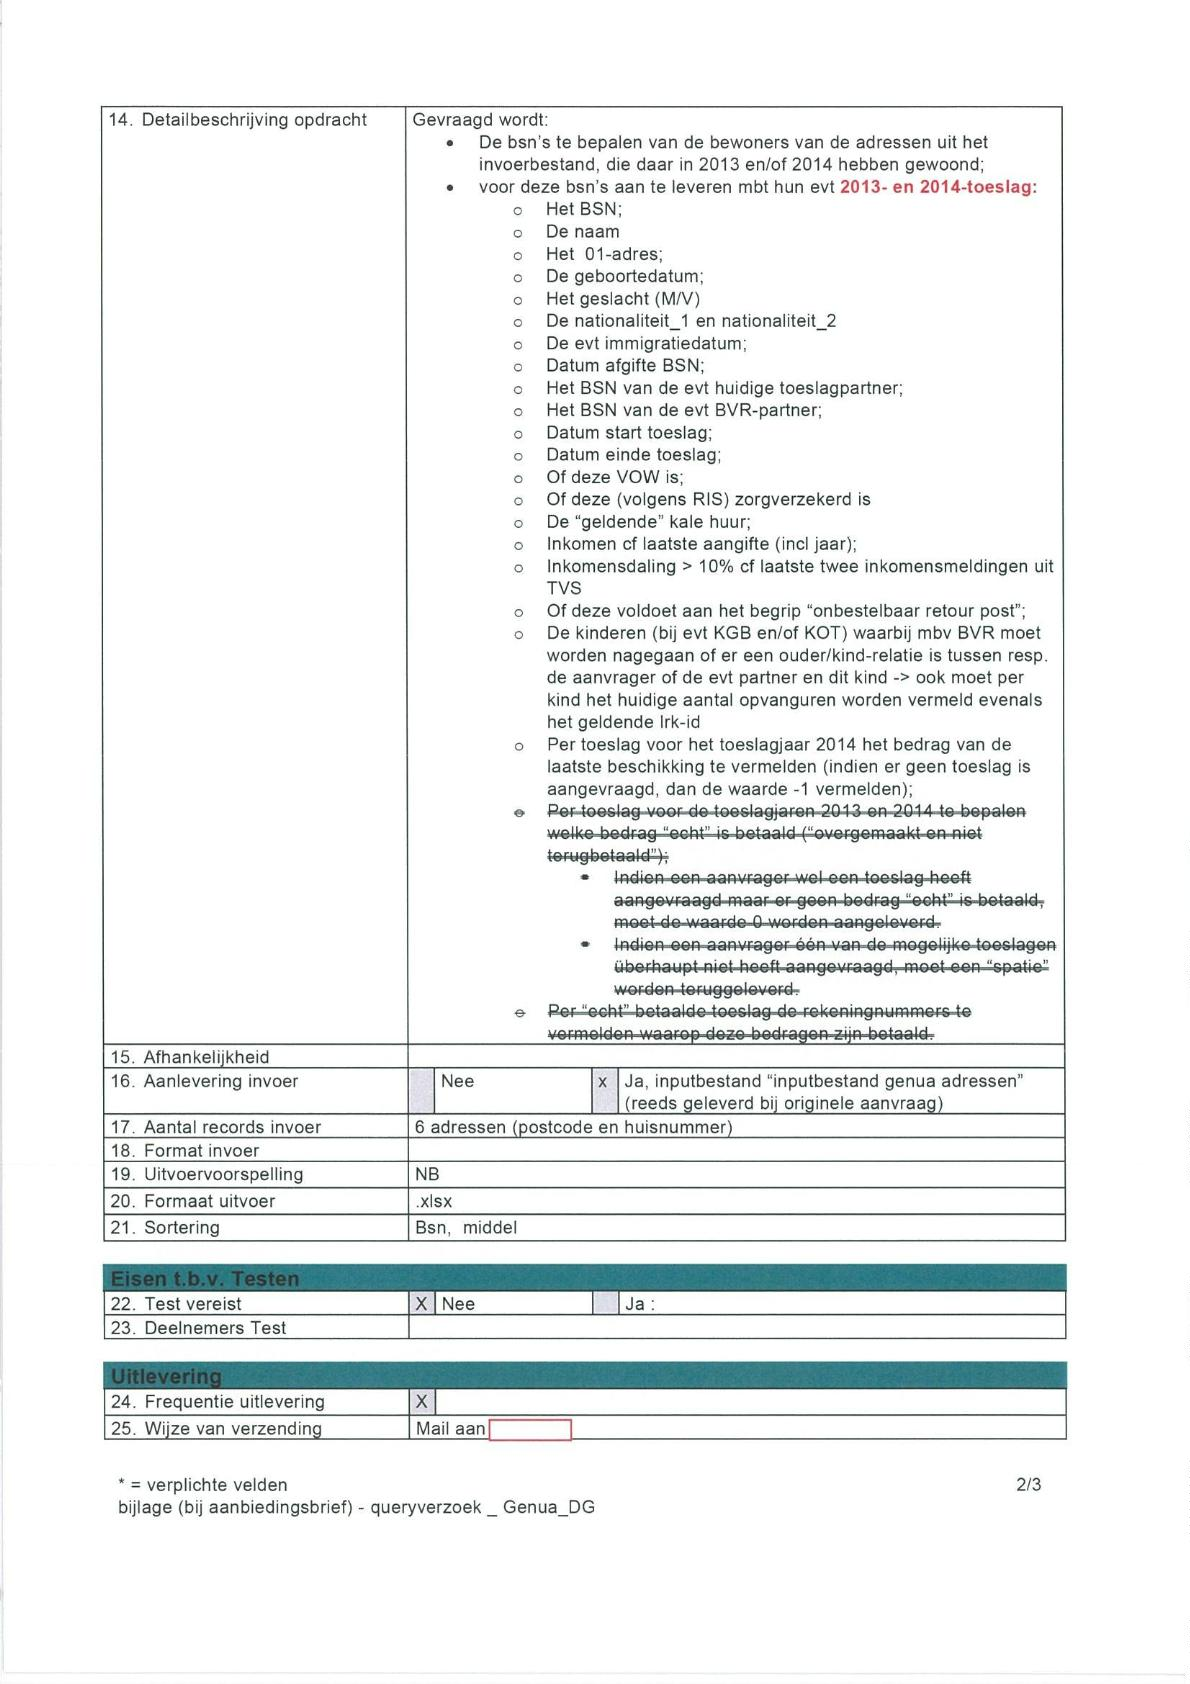 14. Detailbeschrijving opdracht
Gevraagd wordt:
• De bsn's te bepalen van de bewoners van de adressen uit het
invoerbestand, die daar in 2013 en/of 2014 hebben gewoond;
• voor deze bsn's aan te leveren mbt hun evt 2013- en 2014-toeslag:
o Het BSN;
o De naam
o Het 01-adres;
o De geboortedatum;
o Het geslacht (M/V)
o De nationaliteit_1 en nationaliteit_2
o De evt immigratiedatum;
o Datum afgifte BSN;
o Het BSN van de evt huidige toeslagpartner;
o Het BSN van de evt BVR-partner;
o Datum start toeslag;
o Datum einde toeslag;
o Of deze VOW is;
o Of deze (volgens RIS) zorgverzekerd is
o De “geldende” kale huur;
o Inkomen cf laatste aangifte (incl jaar);
o Inkomensdaling > 10% cf laatste twee inkomensmeldingen uit
TVS
o Of deze voldoet aan het begrip “onbestelbaar retour post”;
o De kinderen (bij evt KGB en/of KOT) waarbij mbv BVR moet
worden nagegaan of er een ouder/kind-relatie is tussen resp.
de aanvrager of de evt partner en dit kind -> ook moet per
kind het huidige aantal opvanguren worden vermeld evenals
het geldende lrk-id
o Per toeslag voor het toeslagjaar 2014 het bedrag van de
laatste beschikking te vermelden (indien er geen toeslag is
aangevraagd, dan de waarde -1 vermelden);
o Per toeslag voor de toeslagjaren 2013 en 2014 te bepalen
welke bedrag “echt” is betaald (“overgemaakt en niet
terugbetaald”);
▪ Indien een aanvrager wel een toeslag heeft
aangevraagd maar er geen bedrag “echt” is betaald,
moet de waarde 0 worden aangeleverd.
▪ Indien een aanvrager één van de mogelijke toeslagen
überhaupt niet heeft aangevraagd, moet een “spatie”
worden teruggeleverd.
o Per “echt” betaalde toeslag de rekeningnummers te
vermelden waarop deze bedragen zijn betaald.
15. Afhankelijkheid
16. Aanlevering invoer Nee x Ja, inputbestand “inputbestand genua adressen”
(reeds geleverd bij originele aanvraag)
17. Aantal records invoer 6 adressen (postcode en huisnummer)
18. Format invoer
19. Uitvoervoorspelling NB
20. Formaat uitvoer .xlsx
21. Sortering Bsn, middel
Eisen t.b.v. Testen
22. Test vereist X Nee Ja :
23. Deelnemers Test
Uitlevering
24. Frequentie uitlevering X
25. Wijze van verzending Mail aan
* = verplichte velden 2/3
bijlage (bij aanbiedingsbrief) - queryverzoek _ Genua_DG